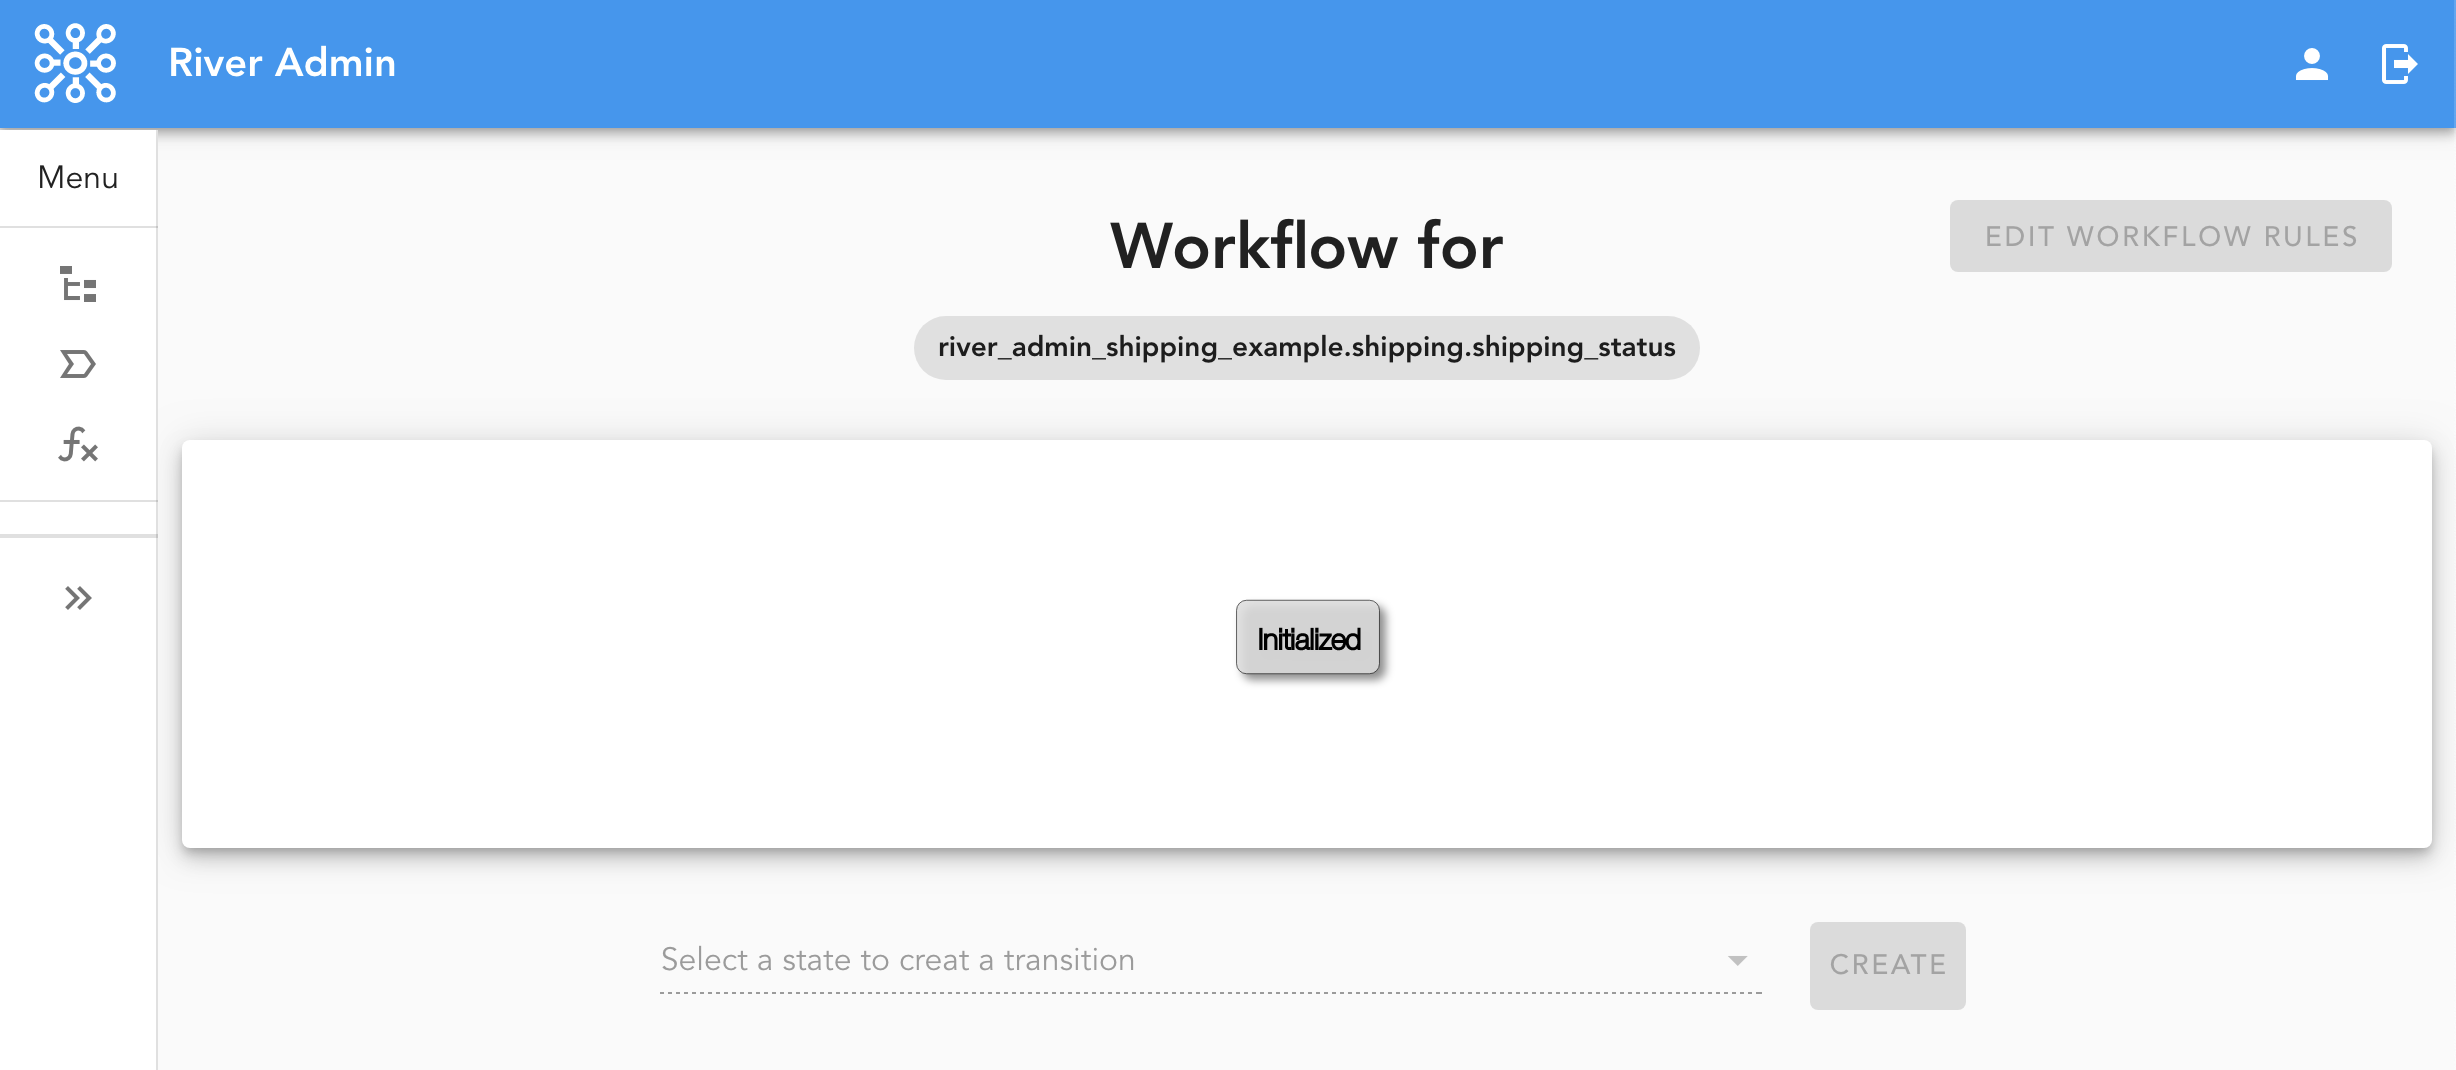 River Admin
Menu
Workflow for
EDIT WORKFLOW RULES
river_admin_shipping_example.shipping.shipping_status
Initialized
Select a state to creat a transition
CREATE